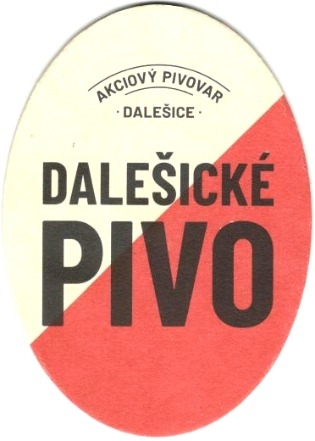 AKCIOVÝ PIVOVAR
· DALEŠICE ·
DALEŠICKÉ
PIVO